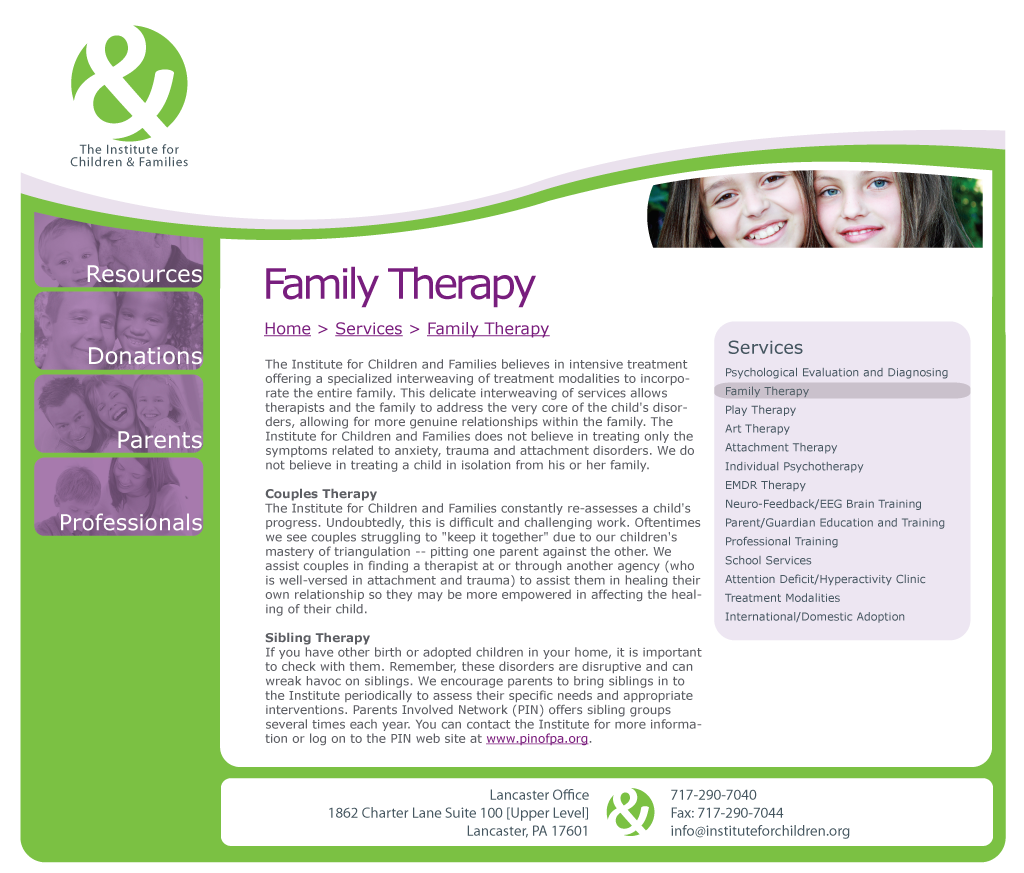 The Institute for
Children & Families
Resources
Donations
Parents
Professionals
Family Therapy
Home > Services > Family Therapy
The Institute for Children and Families believes in intensive treatment
offering a specialized interweaving of treatment modalities to incorpo-
rate the entire family. This delicate interweaving of services allows
therapists and the family to address the very core of the child's disor-
ders, allowing for more genuine relationships within the family. The
Institute for Children and Families does not believe in treating only the
symptoms related to anxiety, trauma and attachment disorders. We do
not believe in treating a child in isolation from his or her family.
Couples Therapy
The Institute for Children and Families constantly re-assesses a child's
progress. Undoubtedly, this is difficult and challenging work. Oftentimes
we see couples struggling to "keep it together" due to our children's
mastery of triangulation -- pitting one parent against the other. We
assist couples in finding a therapist at or through another agency (who
is well-versed in attachment and trauma) to assist them in healing their
own relationship so they may be more empowered in affecting the heal-
ing of their child.
Sibling Therapy
If you have other birth or adopted children in your home, it is important
to check with them. Remember, these disorders are disruptive and can
wreak havoc on siblings. We encourage parents to bring siblings in to
the Institute periodically to assess their specific needs and appropriate
interventions. Parents Involved Network (PIN) offers sibling groups
several times each year. You can contact the Institute for more informa-
tion or log on to the PIN web site at www.pinofpa.org.
Services
Psychological Evaluation and Diagnosing
Family Therapy
Play Therapy
Art Therapy
Attachment Therapy
Individual Psychotherapy
EMDR Therapy
Neuro-Feedback/EEG Brain Training
Parent/Guardian Education and Training
Professional Training
School Services
Attention Deficit/Hyperactivity Clinic
Treatment Modalities
International/Domestic Adoption
Lancaster Office
1862 Charter Lane Suite 100 [Upper Level]
Lancaster, PA 17601
&
717-290-7040
Fax: 717-290-7044
info@instituteforchildren.org